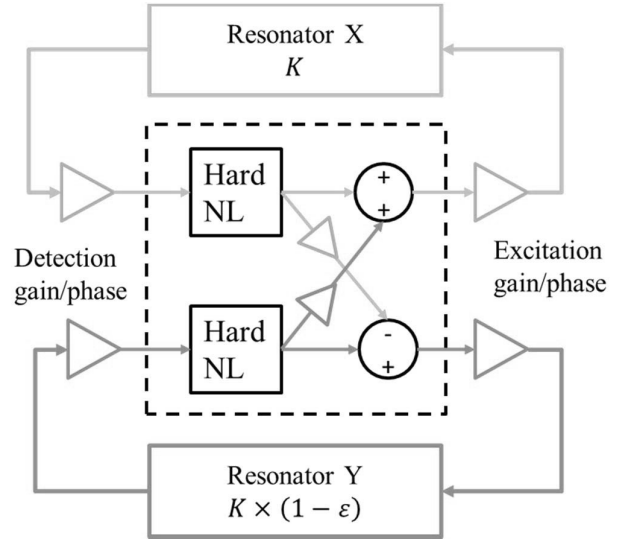 Resonator X
K
Hard
NL
+
+
Detection
gain/phase
Excitation
gain/phase
Hard
NL
-
+
Resonator Y
K × (1 − ε)